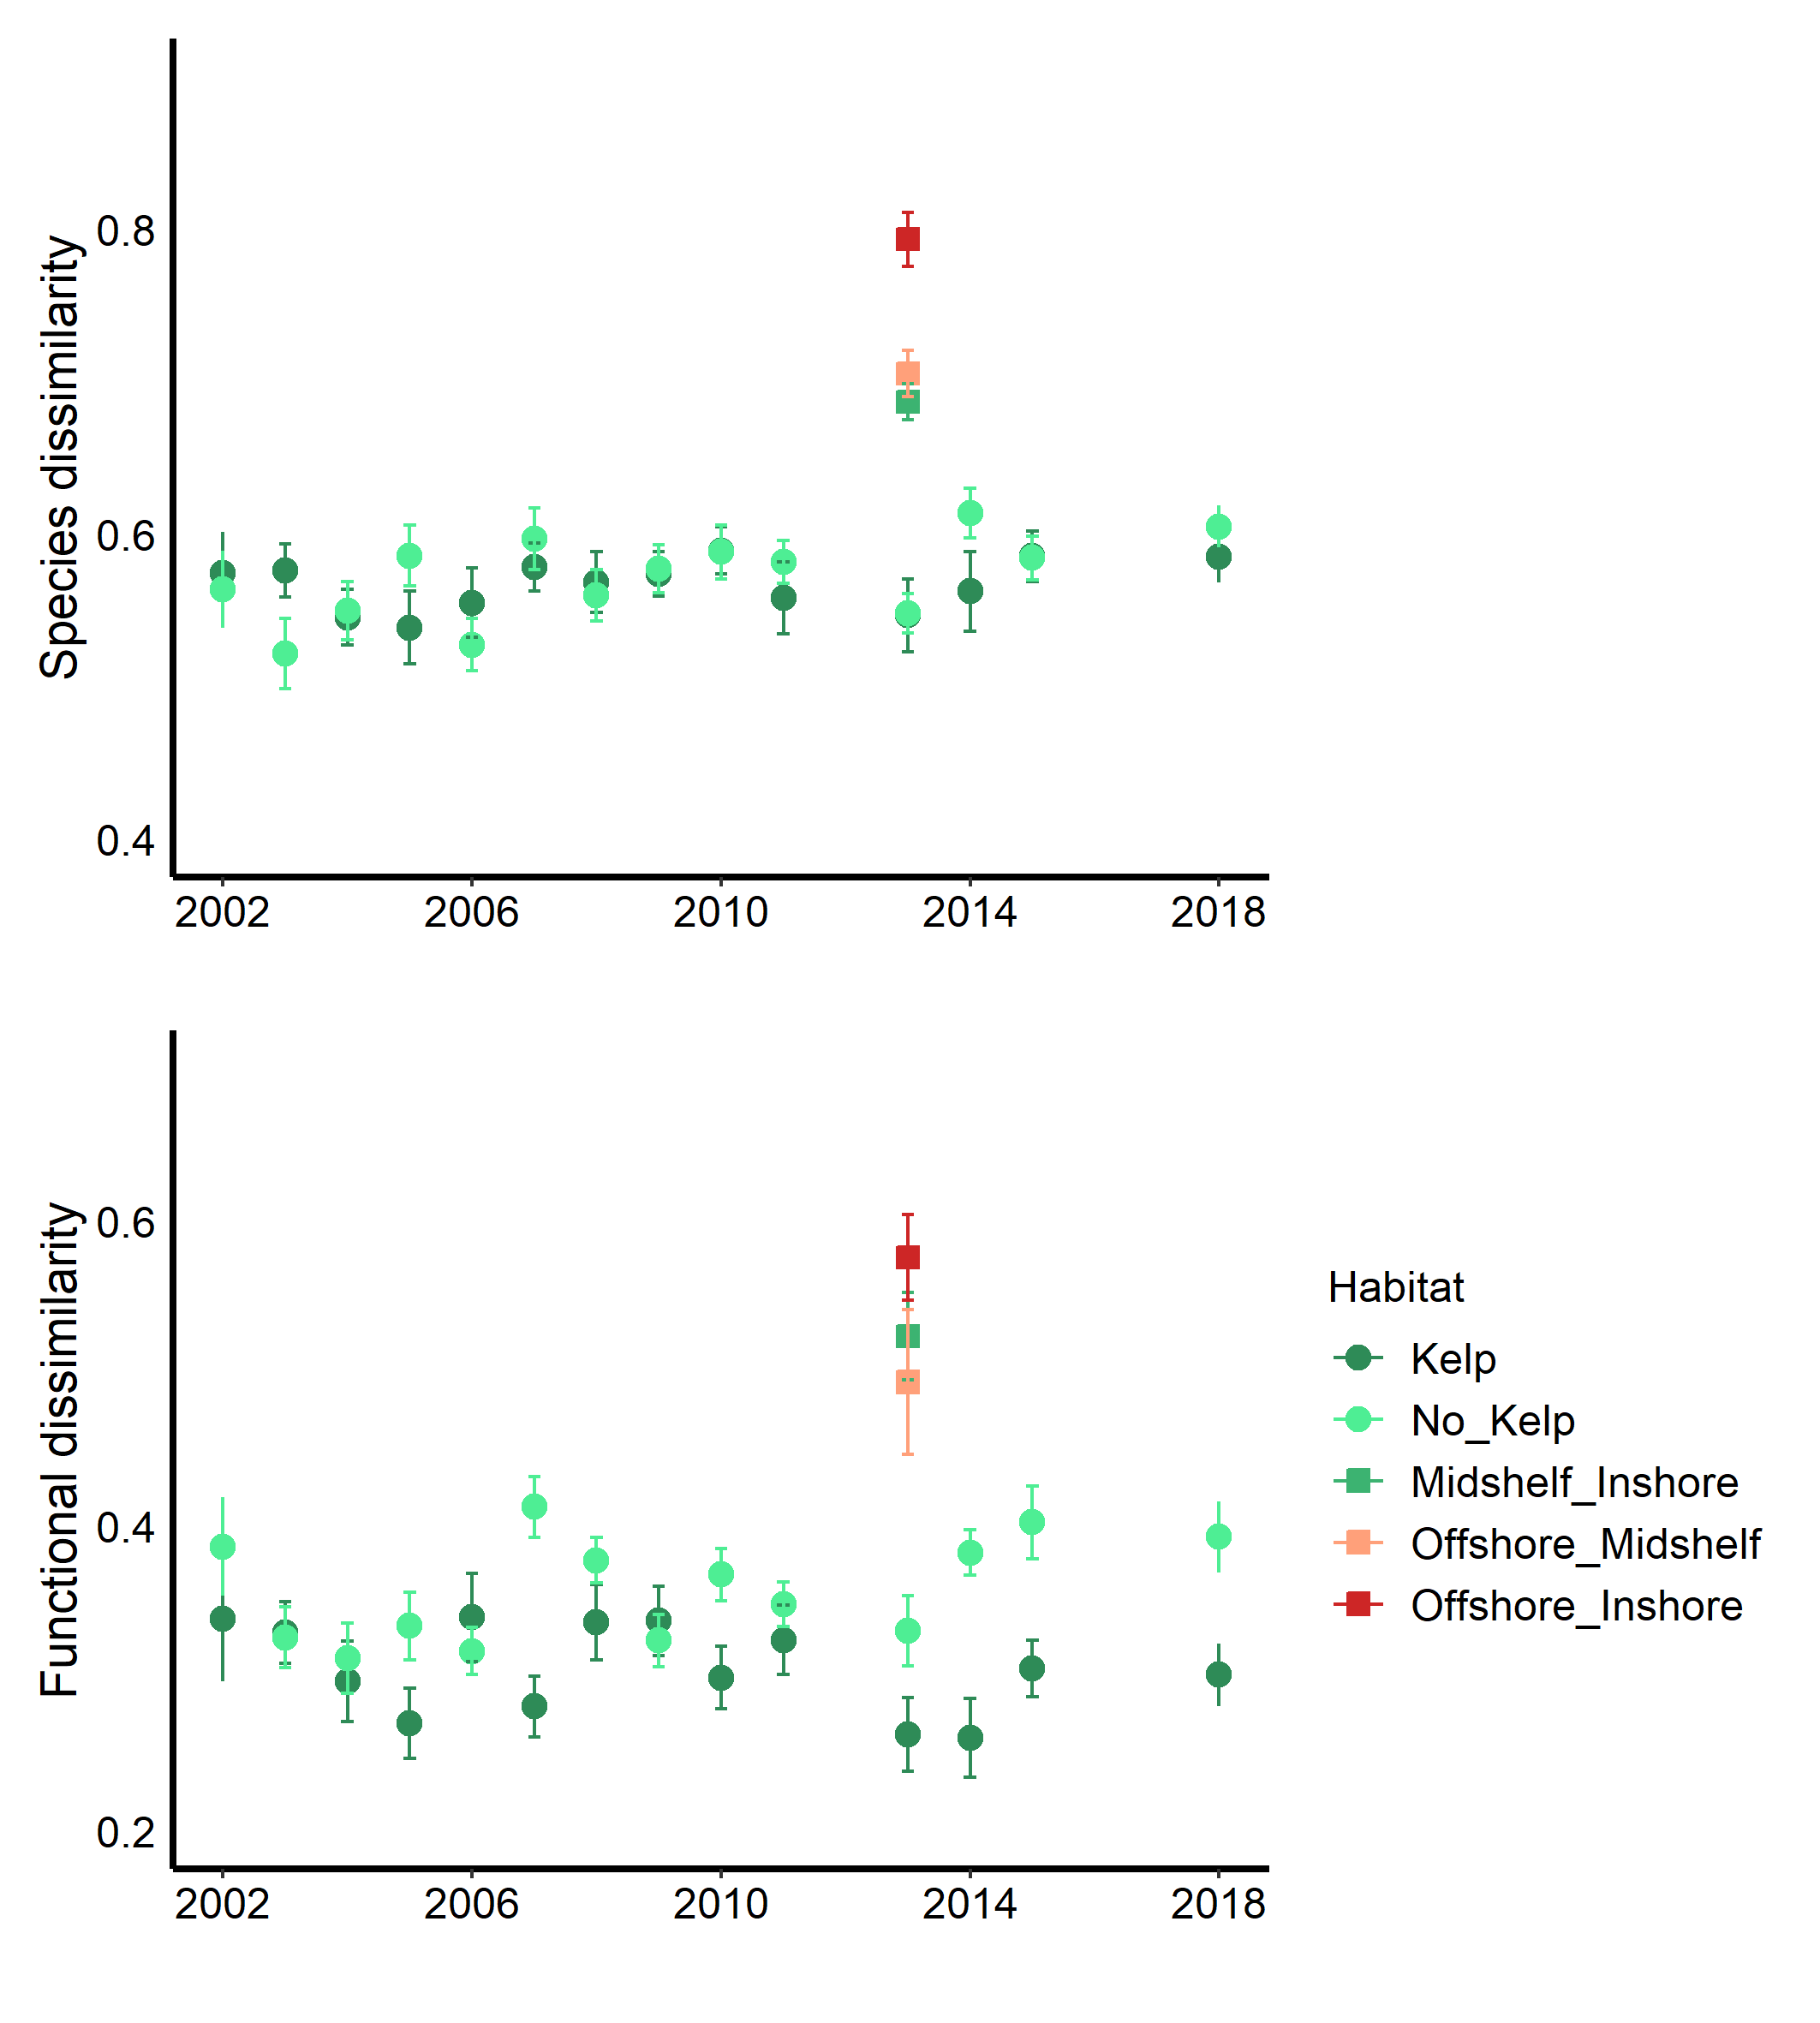 Species dissimilarity
0.8
0.6
0.4
2002 2006 2010 2014 2018
Functional dissimilarity
0.6
0.4
0.2
2002 2006 2010 2014 2018
Habitat
Kelp
No_Kelp
Midshelf_Inshore
Offshore_Midshelf
Offshore_Inshore